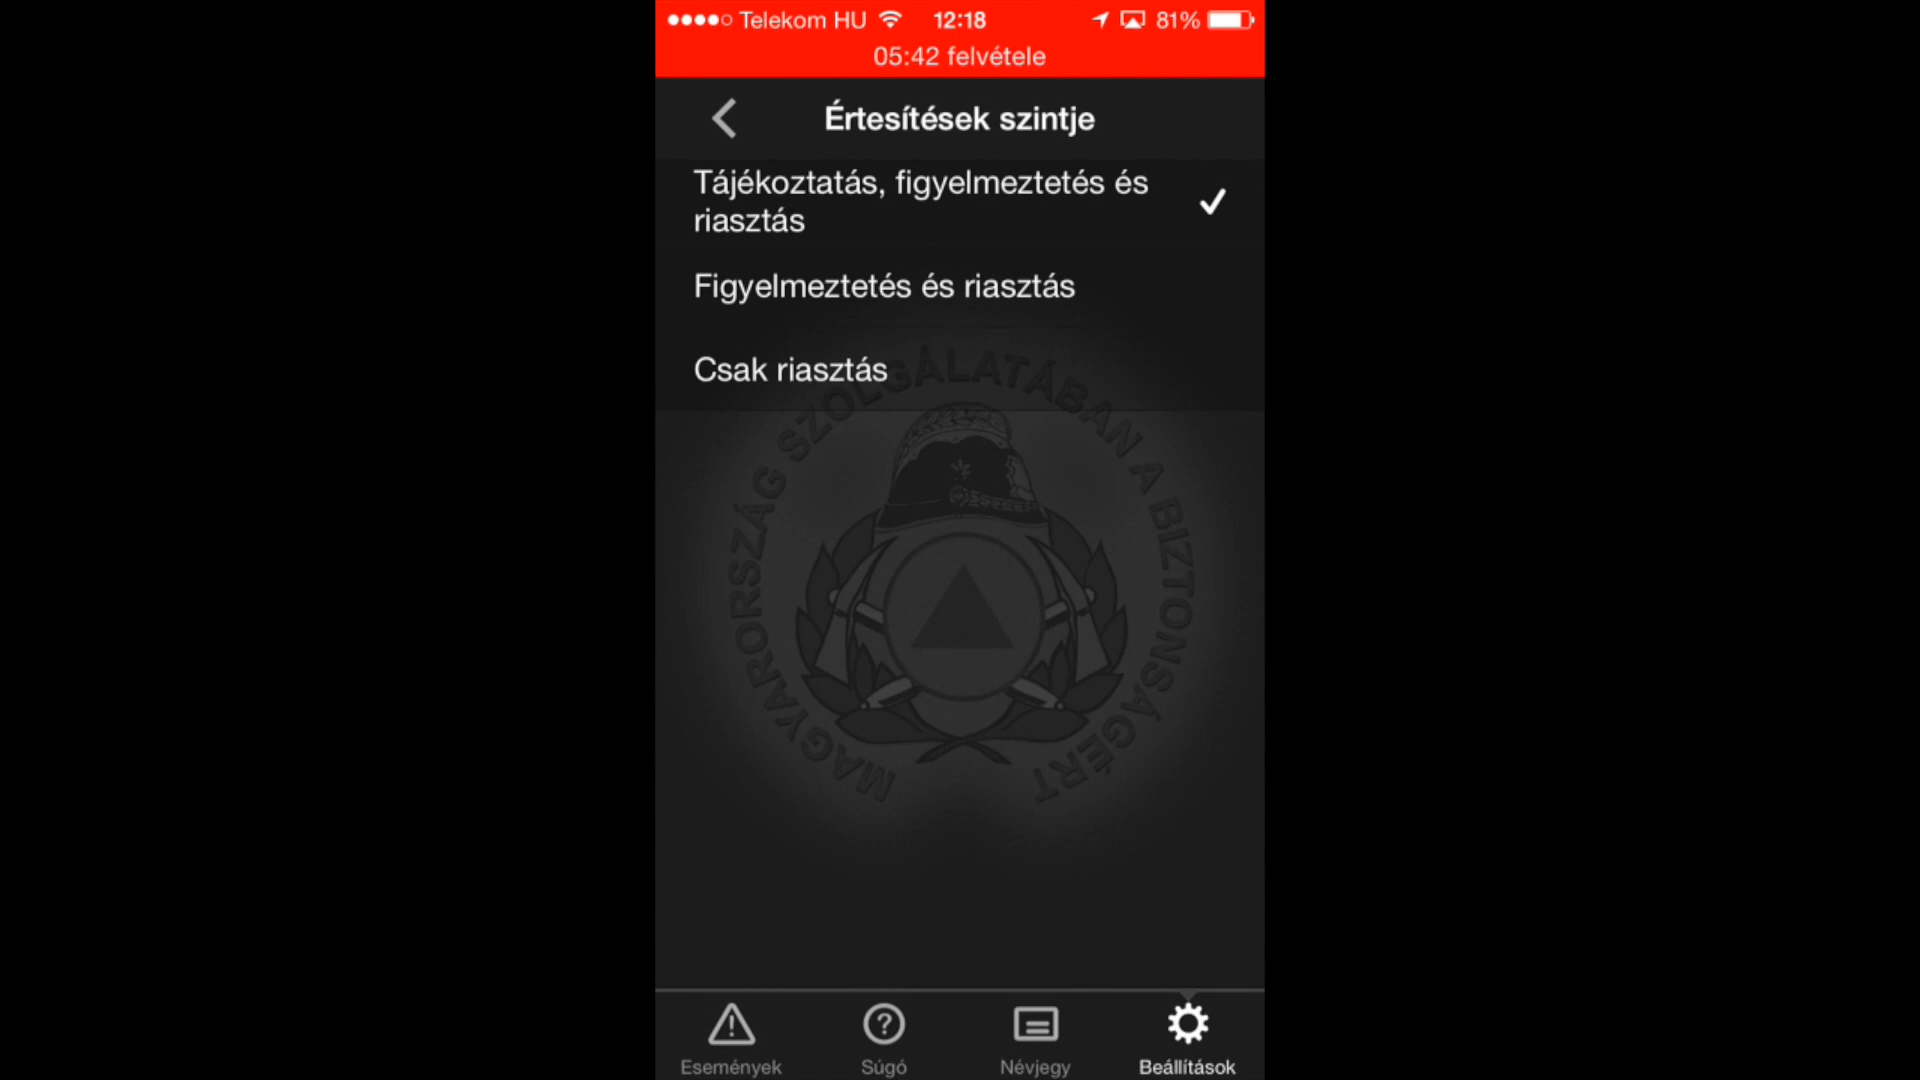 Telekom HU 12:18 81%
05:42 felvétele
Értesítések szintje
Tájékoztatás, figyelmeztetés és
riasztás
Figyelmeztetés és riasztás
Csak riasztás
MAGYARORSZÁG SZOLGÁLATÁBAN A BIZTONSÁGÉRT
Események Súgó Névjegy Beállítások